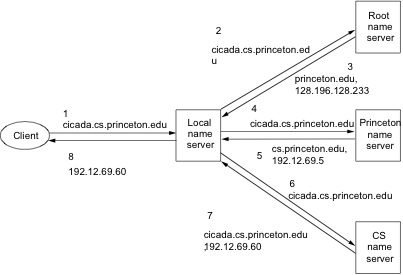 2
cicada.cs.princeton.ed
u
Root
name
server
3
princeton.edu,
128.196.128.233
1
cicada.cs.princeton.edu
Client
8
192.12.69.60
Local
name
server
4
cicada.cs.princeton.edu
5
cs.princeton.edu,
192.12.69.5
Princeton
name
server
6
cicada.cs.princeton.edu
7
cicada.cs.princeton.edu
,192.12.69.60
CS
name
server